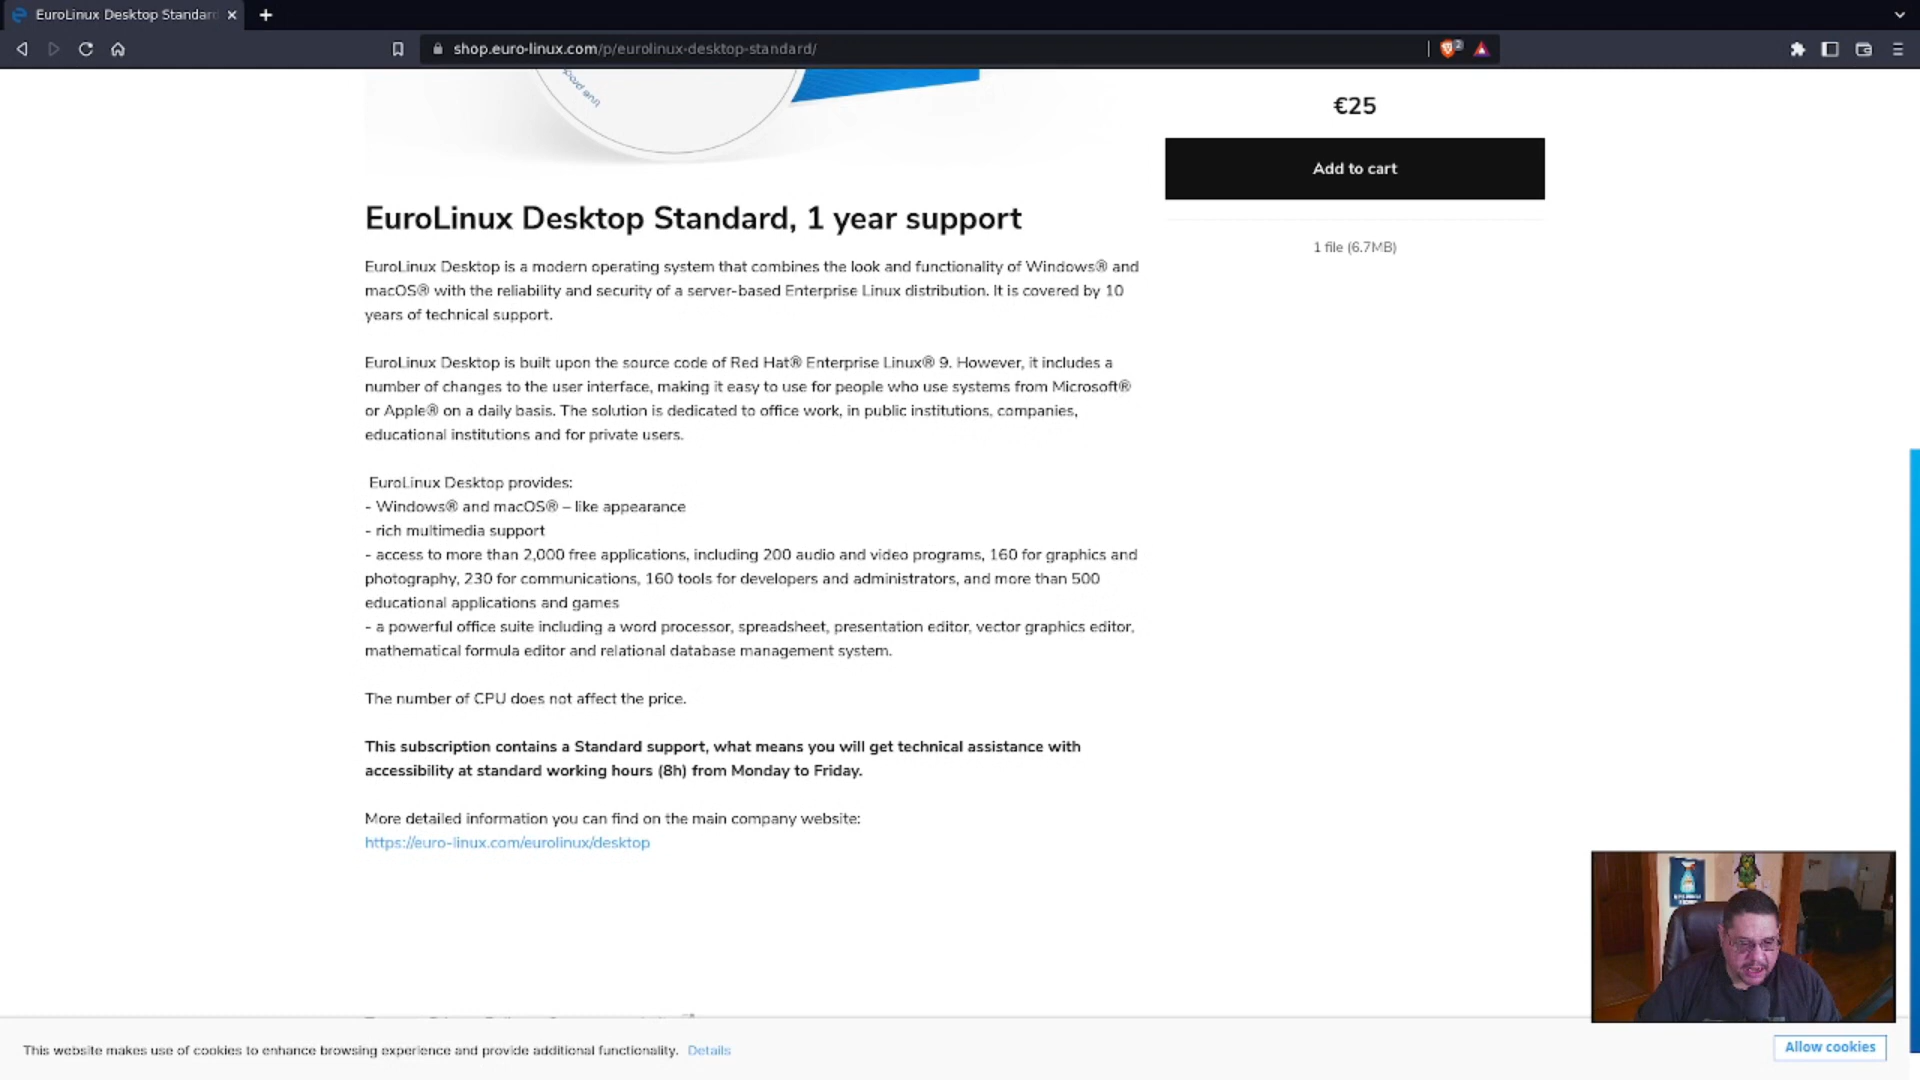 EuroLinux Desktop Standard
shop.euro-linux.com/p/eurolinux-desktop-standard/
2
€25
Add to cart
1 file (6.7MB)
EuroLinux Desktop Standard, 1 year support
EuroLinux Desktop is a modern operating system that combines the look and functionality of Windows® and
macOS® with the reliability and security of a server-based Enterprise Linux distribution. It is covered by 10
years of technical support.
EuroLinux Desktop is built upon the source code of Red Hat® Enterprise Linux® 9. However, it includes a
number of changes to the user interface, making it easy to use for people who use systems from Microsoft®
or Apple® on a daily basis. The solution is dedicated to office work, in public institutions, companies,
educational institutions and for private users.
EuroLinux Desktop provides:
- Windows® and macOS® – like appearance
- rich multimedia support
- access to more than 2,000 free applications, including 200 audio and video programs, 160 for graphics and
photography, 230 for communications, 160 tools for developers and administrators, and more than 500
educational applications and games
- a powerful office suite including a word processor, spreadsheet, presentation editor, vector graphics editor,
mathematical formula editor and relational database management system.
The number of CPU does not affect the price.
This subscription contains a Standard support, what means you will get technical assistance with
accessibility at standard working hours (8h) from Monday to Friday.
More detailed information you can find on the main company website:
https://euro-linux.com/eurolinux/desktop
This website makes use of cookies to enhance browsing experience and provide additional functionality. Details
Allow cookies